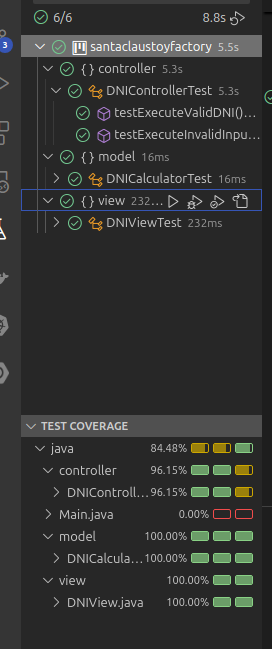 3
6/6 8.8s
santaclaustoyfactory 5.5s
{ } controller 5.3s
DNIControllerTest 5.3s
testExecuteValidDNI()...
testExecuteInvalidInpu...
{ } model 16ms
DNICalculatorTest 16ms
{ } view 232...
DNIViewTest 232ms
TEST COVERAGE
java 84.48%
controller 96.15%
DNIControll... 96.15%
Main.java 0.00%
model 100.00%
DNICalcula... 100.00%
view 100.00%
DNIView.java 100.00%